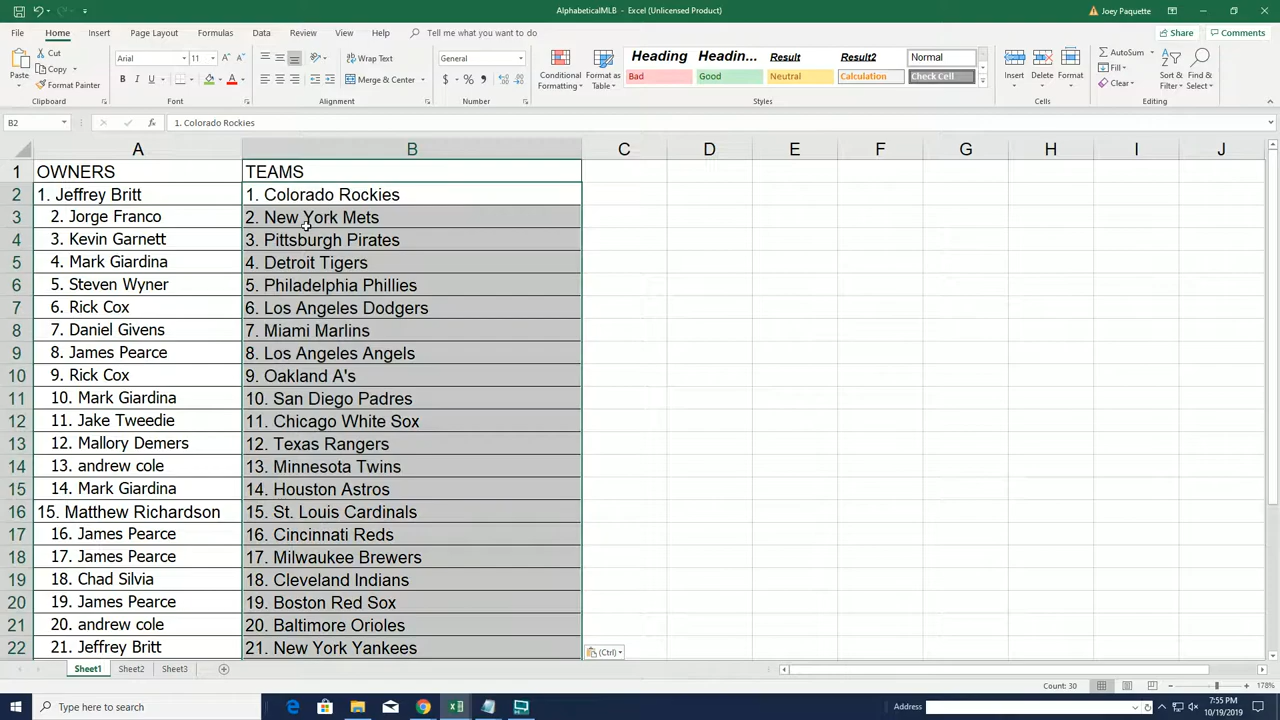 AlphabeticalMLB - Excel (Unlicensed Product)
Joey Paquette
File Home Insert Page Layout Formulas Data Review View Help Tell me what you want to do
Share Comments
Paste Cut Copy Format Painter
Arial 11
B I U
Wrap Text
Merge & Center
General
$ % ,
Conditional Formatting Format as Table
Heading Headin... Result Result2 Normal
Bad Good Neutral Calculation Check Cell
Insert Delete Format
AutoSum Fill Clear
Sort & Filter Find & Select
Clipboard Font Alignment Number Styles Cells Editing
B2 fx 1. Colorado Rockies
A B C D E F G H I J
1 OWNERS TEAMS
2 1. Jeffrey Britt 1. Colorado Rockies
3 2. Jorge Franco 2. New York Mets
4 3. Kevin Garnett 3. Pittsburgh Pirates
5 4. Mark Giardina 4. Detroit Tigers
6 5. Steven Wyner 5. Philadelphia Phillies
7 6. Rick Cox 6. Los Angeles Dodgers
8 7. Daniel Givens 7. Miami Marlins
9 8. James Pearce 8. Los Angeles Angels
10 9. Rick Cox 9. Oakland A's
11 10. Mark Giardina 10. San Diego Padres
12 11. Jake Tweedie 11. Chicago White Sox
13 12. Mallory Demers 12. Texas Rangers
14 13. andrew cole 13. Minnesota Twins
15 14. Mark Giardina 14. Houston Astros
16 15. Matthew Richardson 15. St. Louis Cardinals
17 16. James Pearce 16. Cincinnati Reds
18 17. James Pearce 17. Milwaukee Brewers
19 18. Chad Silvia 18. Cleveland Indians
20 19. James Pearce 19. Boston Red Sox
21 20. andrew cole 20. Baltimore Orioles
22 21. Jeffrey Britt 21. New York Yankees
(Ctrl)
Sheet1 Sheet2 Sheet3
Count: 30 178%
Type here to search
Address
7:55 PM
10/19/2019